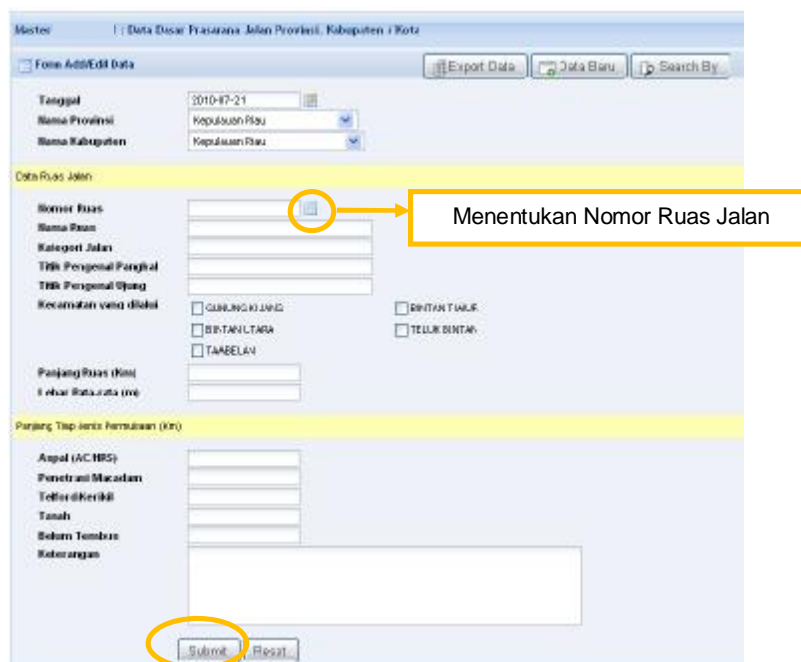 Master : Data Dasar Prasarana Jalan Provinsi, Kabupaten / Kota
Form Add/Edit Data Export Data Data Baru Search By
Tanggal 2010-07-21
Nama Provinsi Kepulauan Riau
Nama Kabupaten Kepulauan Riau
Data Ruas Jalan
Nomor Ruas
Menentukan Nomor Ruas Jalan
Nama Ruas
Kategori Jalan
Titik Pengenal Pangkal
Titik Pengenal Ujung
Kecamatan yang dilalui GUNUNG KIJANG BINTAN TIMUR
BINTAN UTARA TELUK BINTAN
TAMBELAN
Panjang Ruas (Km)
Lebar Rata-rata (m)
Panjang Tiap Jenis Permukaan (Km)
Aspal (AC/HRS)
Penetrasi Macadam
Telford/Kerikil
Tanah
Belum Tembus
Keterangan
Submit Reset